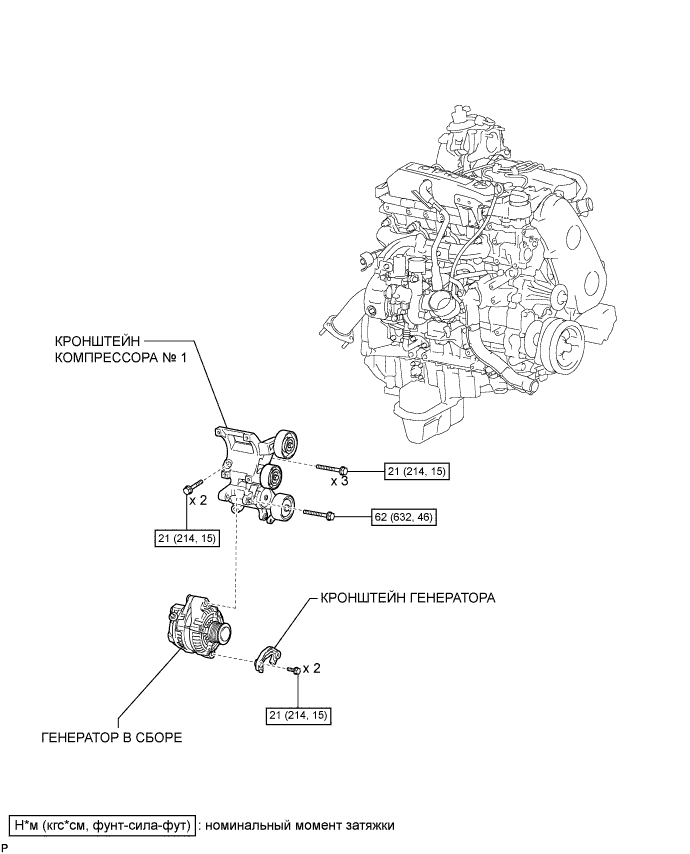 КРОНШТЕЙН
КОМПРЕССОРА № 1
x 3
21 (214, 15)
x 2
62 (632, 46)
21 (214, 15)
КРОНШТЕЙН ГЕНЕРАТОРА
x 2
21 (214, 15)
ГЕНЕРАТОР В СБОРЕ
Н*м (кгс*см, фунт-сила-фут) : номинальный момент затяжки
P